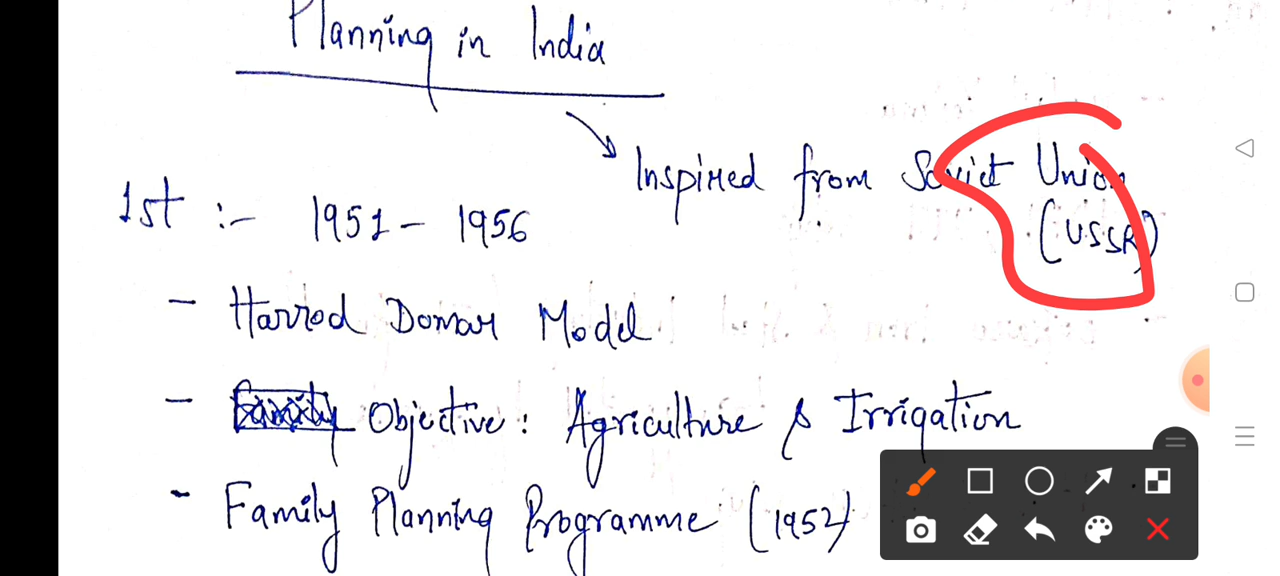 Planning in India
Inspired from Soviet Union
(USSR)
1st :- 1951 - 1956
- Harrod Domar Model
- Objective : Agriculture & Irrigation
- Family Planning Programme (1952)